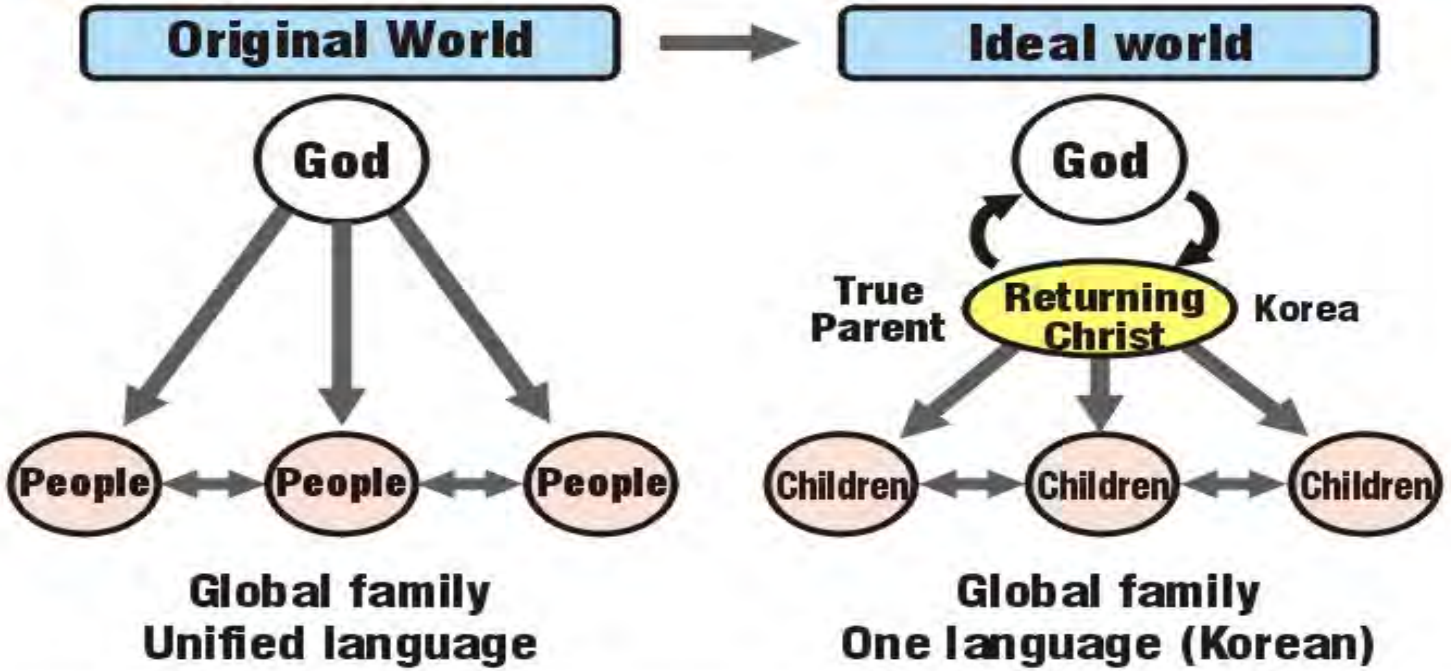 Original World
God
People
People
People
Global family
Unified language
Ideal world
God
True
Parent
Returning
Christ
Korea
Children
Children
Children
Global family
One language (Korean)